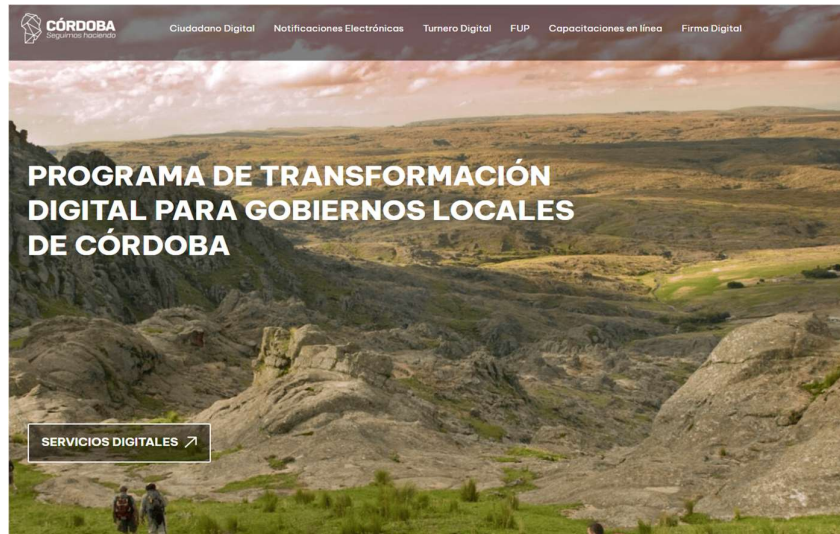 CÓRDOBA
Seguimos haciendo
Ciudadano Digital Notificaciones Electrónicas Turnero Digital FUP Capacitaciones en línea Firma Digital
PROGRAMA DE TRANSFORMACIÓN
DIGITAL PARA GOBIERNOS LOCALES
DE CÓRDOBA
SERVICIOS DIGITALES